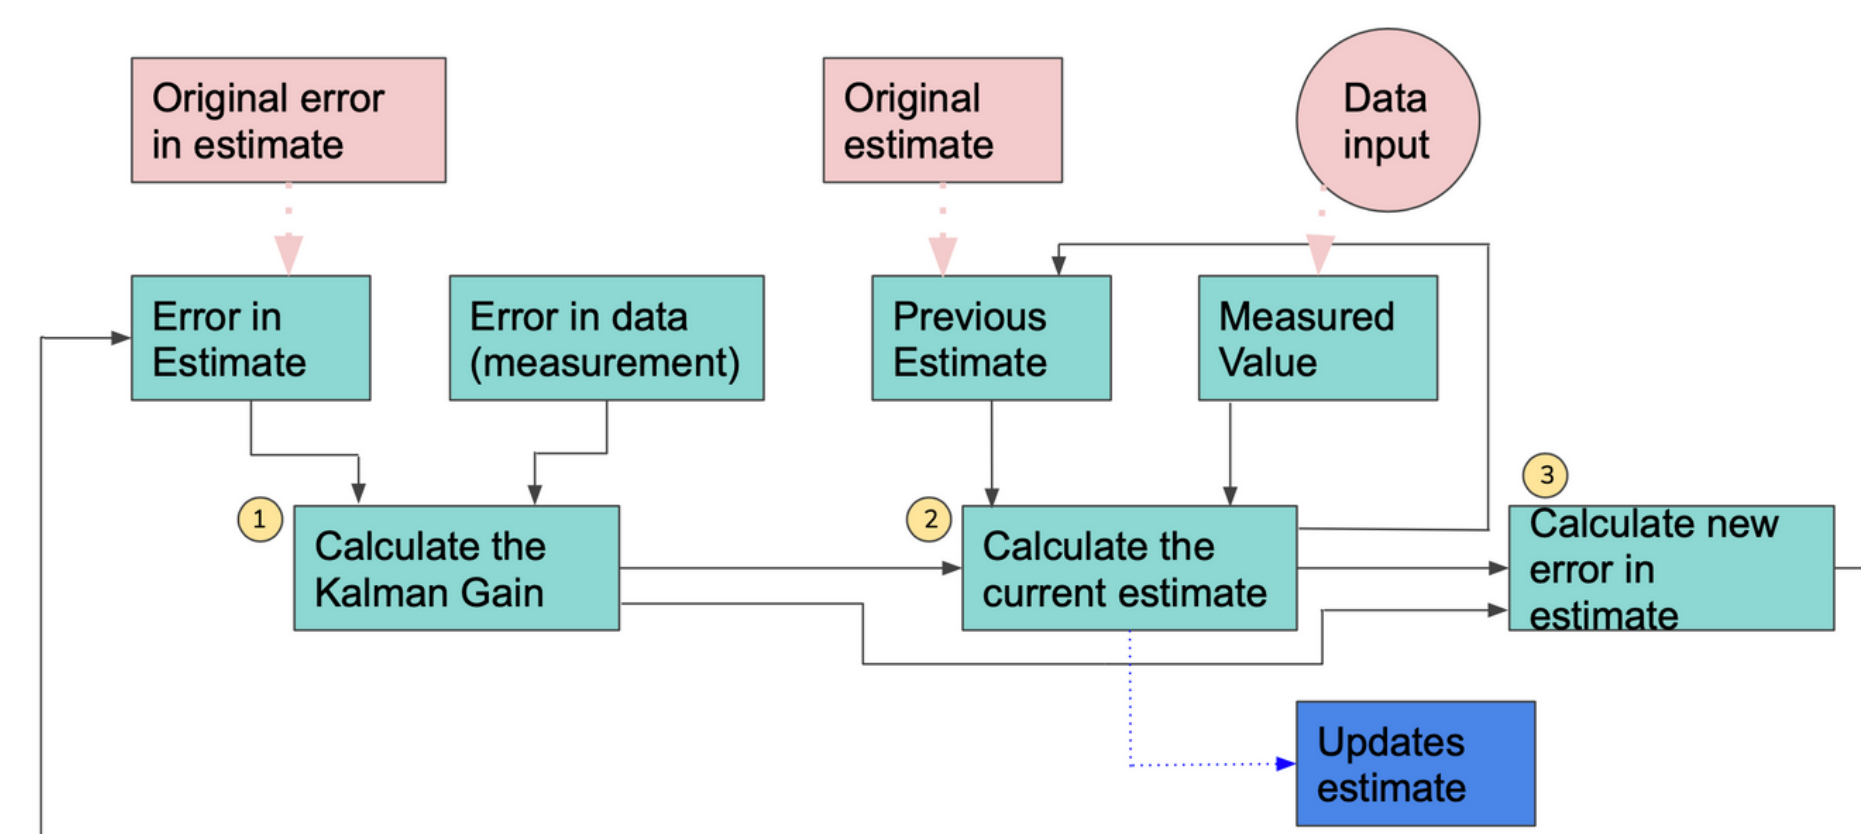 Original error
in estimate
Original
estimate
Data
input
Error in
Estimate
Error in data
(measurement)
Previous
Estimate
Measured
Value
1
Calculate the
Kalman Gain
2
Calculate the
current estimate
3
Calculate new
error in
estimate
Updates
estimate